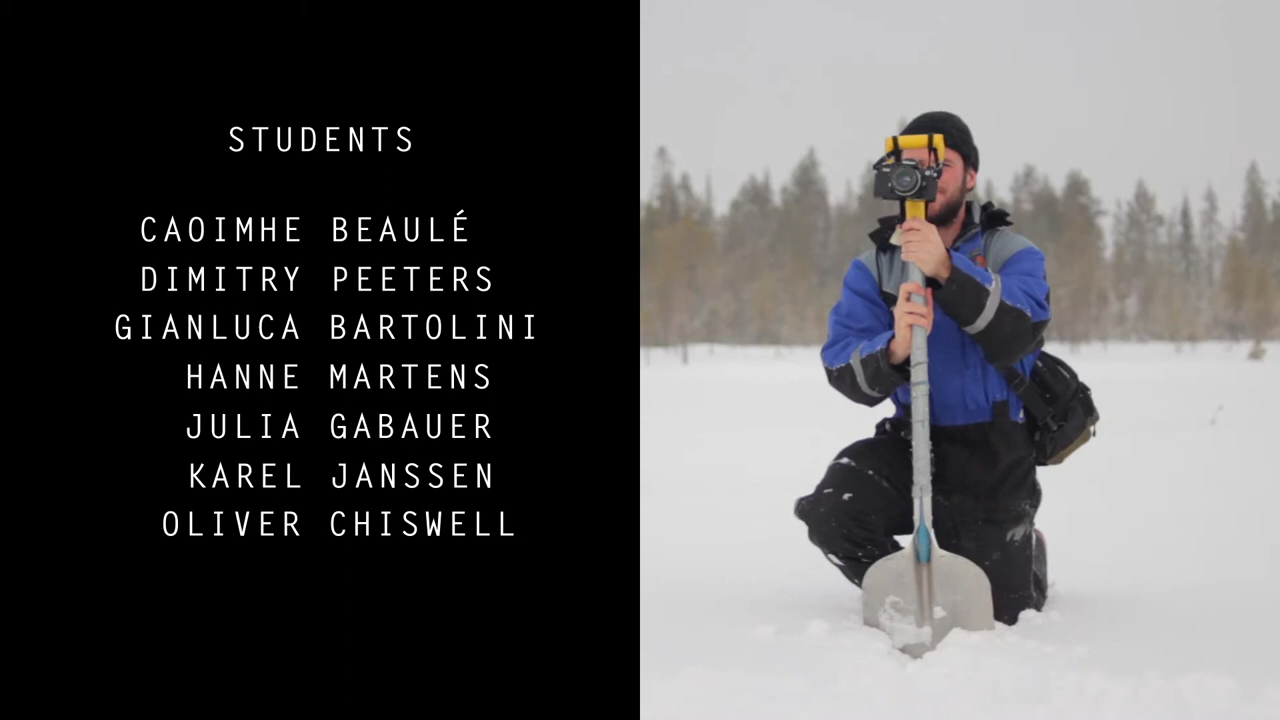 STUDENTS
CAOIMHE BEAULÉ
DIMITRY PEETERS
GIANLUCA BARTOLINI
HANNE MARTENS
JULIA GABAUER
KAREL JANSSEN
OLIVER CHISWELL